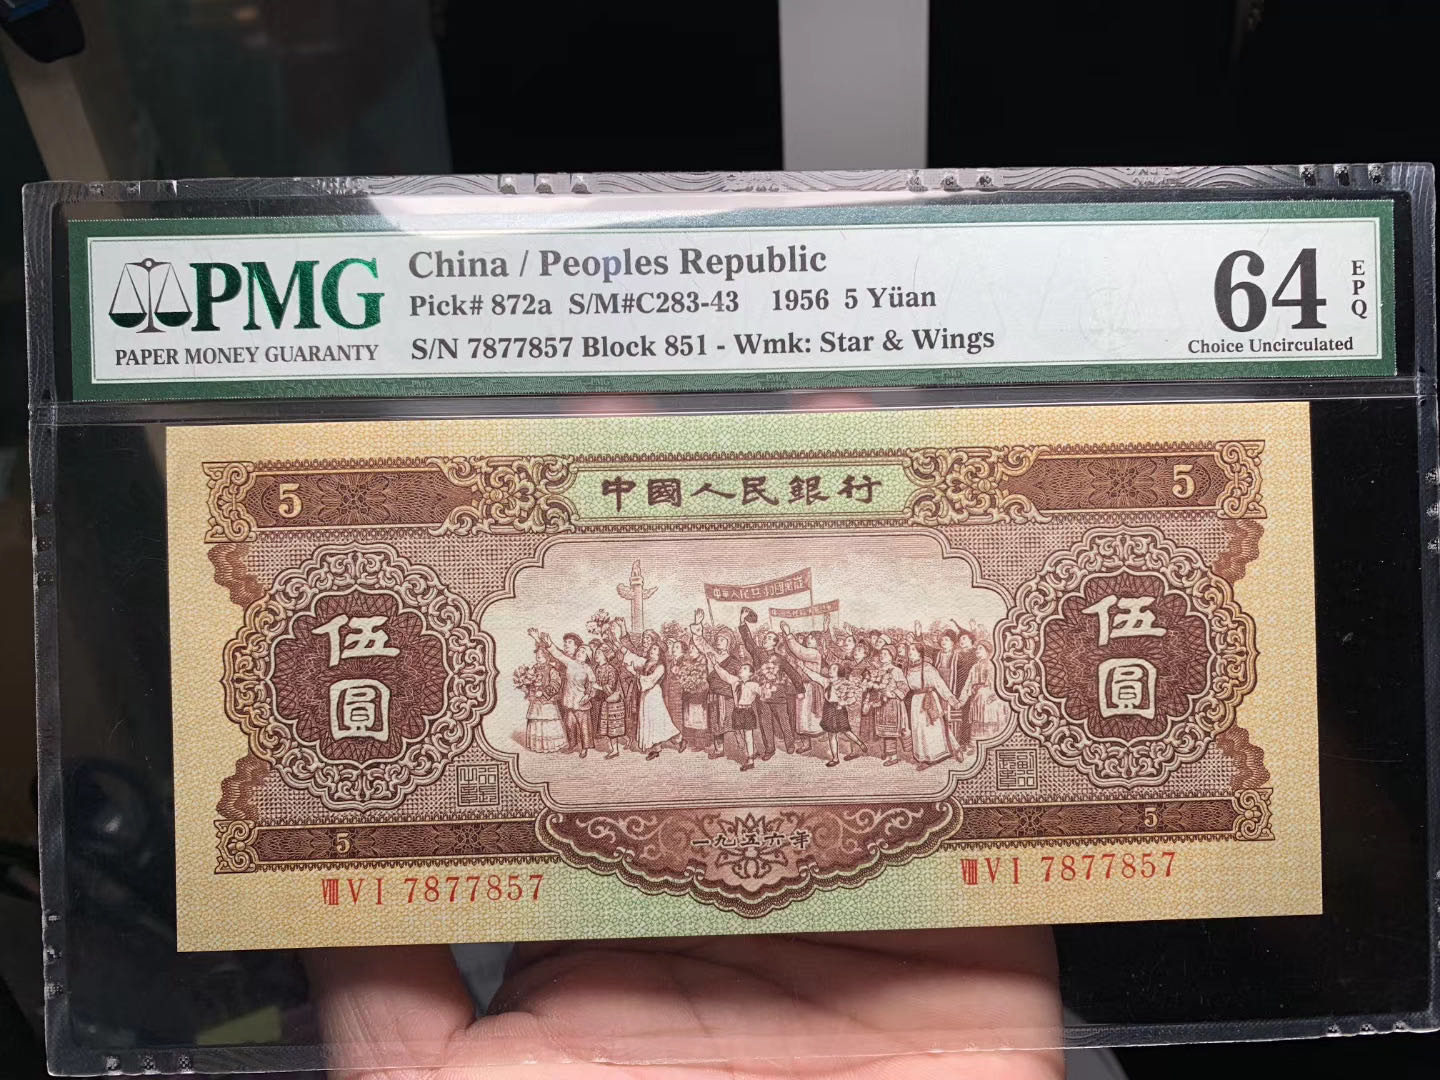 PMG
PAPER MONEY GUARANTY
China / Peoples Republic
Pick# 872a S/M#C283-43 1956 5 Yüan
S/N 7877857 Block 851 - Wmk: Star & Wings
64
EPQ
Choice Uncirculated
5 中國人民銀行 5
伍圓
伍圓
5 一九五六年 5
VIII V I 7877857
VIII V I 7877857